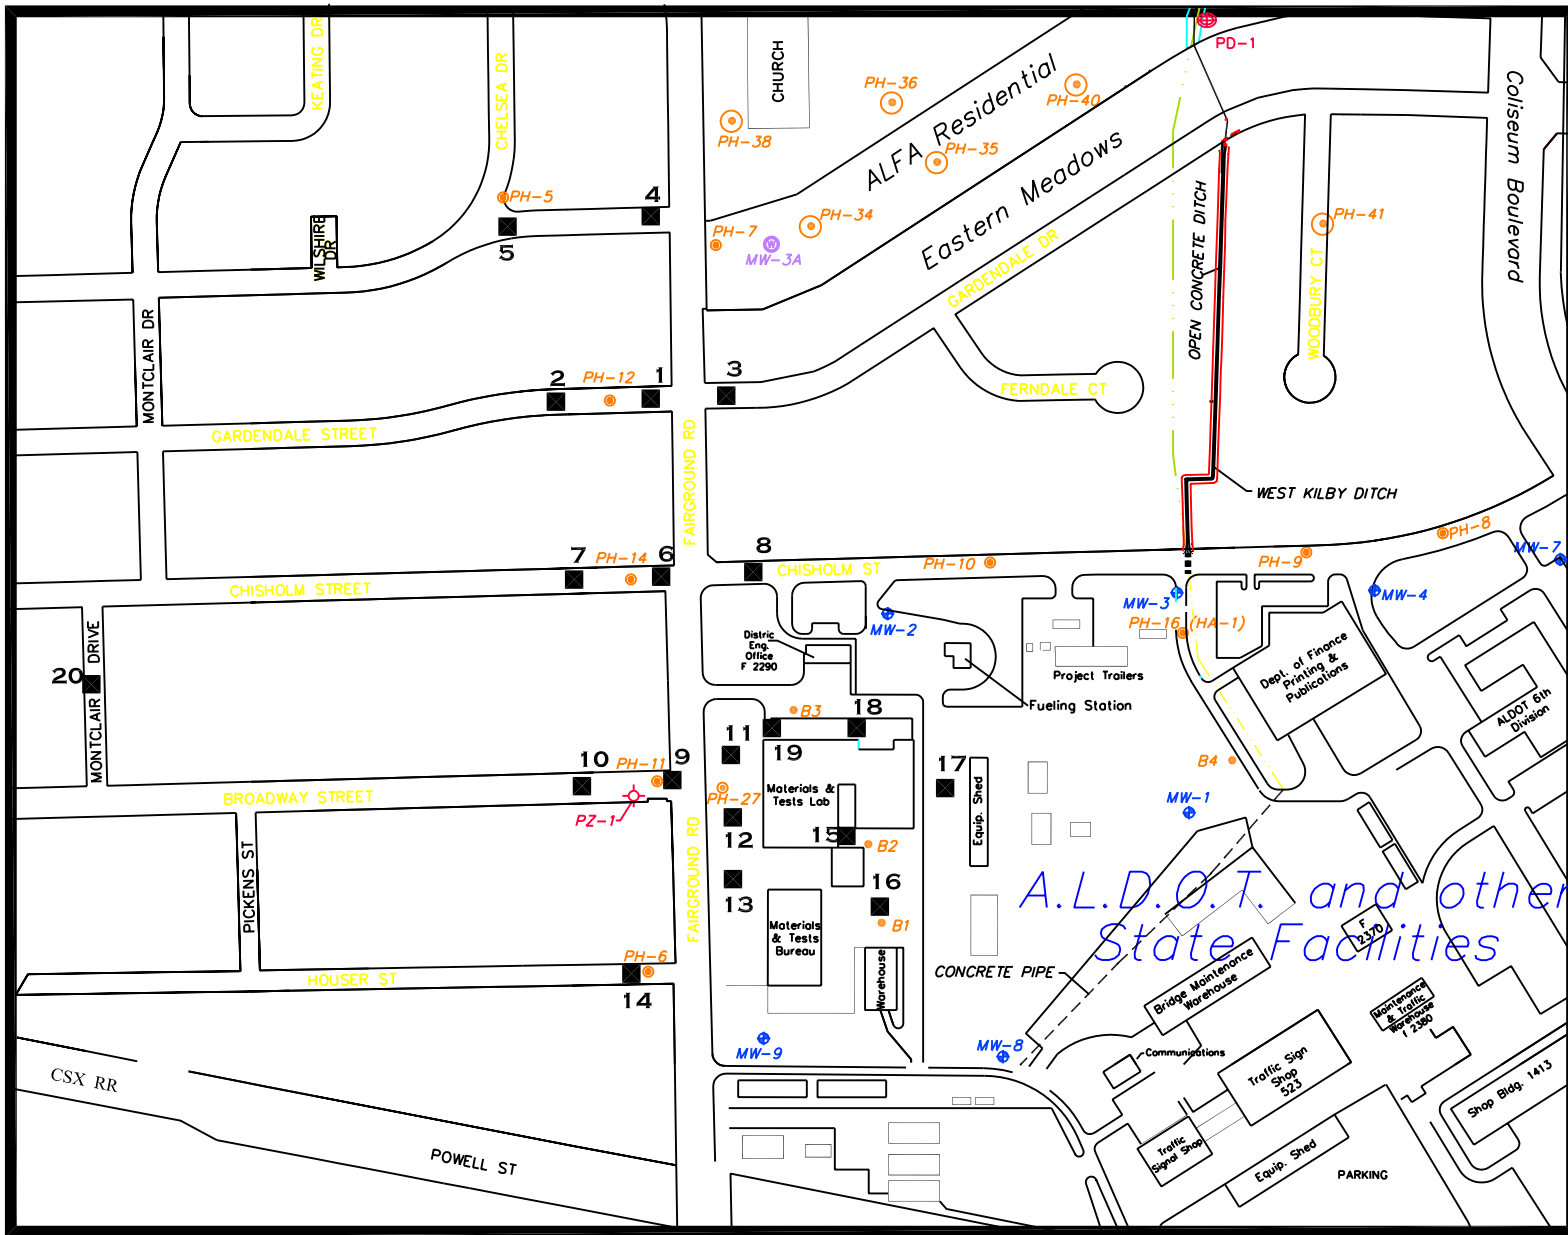 KEATING DR
CHELSEA DR
CHURCH
PD-1
PH-36
PH-40
PH-38
PH-35
ALFA Residential
Eastern Meadows
Coliseum Boulevard
PH-5
4
5
WILSHIRE
DR
PH-7
MW-3A
W
PH-34
GARDENDALE DR
OPEN CONCRETE DITCH
PH-41
WOODBURY CT
MONTCLAIR DR
2
PH-12
1
3
FERNDALE CT
GARDENDALE STREET
FAIRGROUND RD
WEST KILBY DITCH
PH-8
MW-7
7
PH-14
6
8
CHISHOLM ST
PH-10
PH-9
CHISHOLM STREET
MW-2
MW-3
MW-4
PH-16 (HA-1)
Distric
Eng.
Office
F 2290
Project Trailers
Fueling Station
Dept. of Finance
Printing &
Publications
ALDOT 6th
Division
20
MONTCLAIR DRIVE
B3
11
19
18
17
10
PH-11
9
BROADWAY STREET
PZ-1
PH-27
Materials &
Tests Lab
Equip. Shed
B4
MW-1
12
15
B2
FAIRGROUND RD
PICKENS ST
13
16
B1
Materials
& Tests
Bureau
Warehouse
A.L.D.O.T. and other
State Facilities
F
2370
CONCRETE PIPE
Bridge Maintenance
Warehouse
Maintenance
& Traffic
Warehouse
f 2380
HOUSER ST
PH-6
14
MW-9
MW-8
Communications
Traffic Sign
Shop
523
Shop Bldg. 1413
CSX RR
POWELL ST
Traffic
Signal Shop
Equip. Shed
PARKING